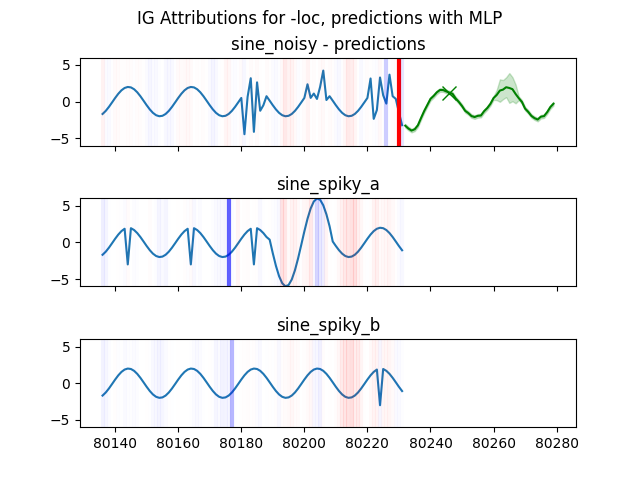 IG Attributions for -loc, predictions with MLP
sine_noisy - predictions
5
0
−5
sine_spiky_a
5
0
−5
sine_spiky_b
5
0
−5
80140 80160 80180 80200 80220 80240 80260 80280